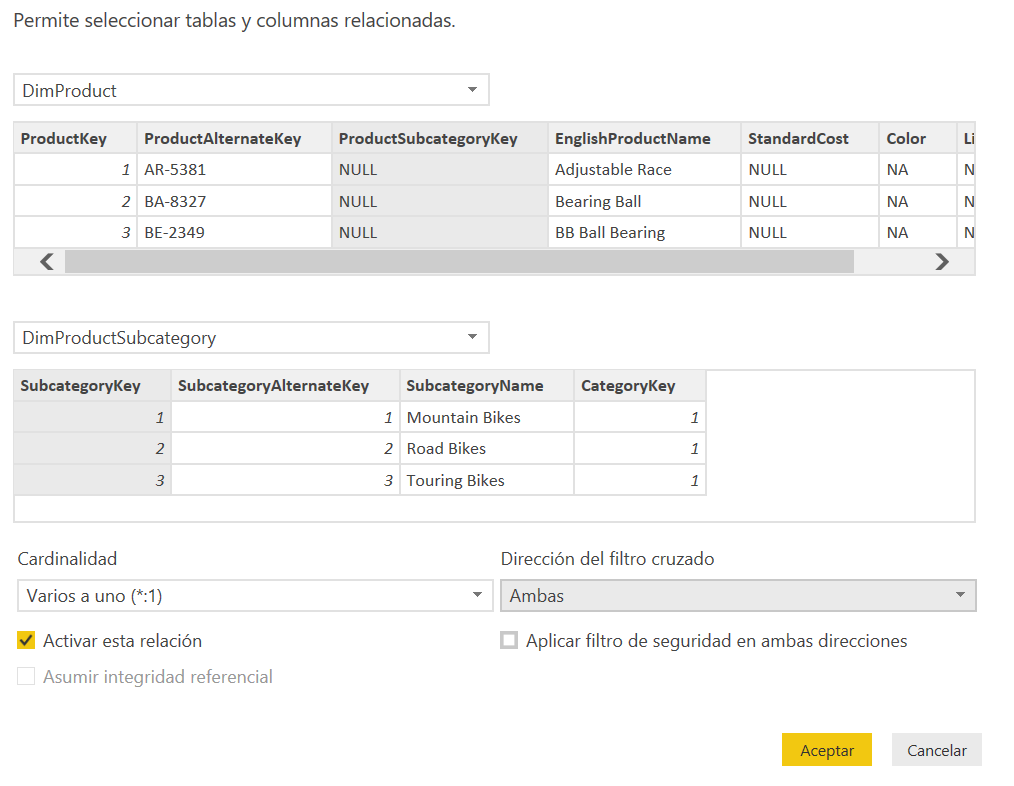 Permite seleccionar tablas y columnas relacionadas.
DimProduct
ProductKey ProductAlternateKey ProductSubcategoryKey EnglishProductName StandardCost Color Li
1 AR-5381 NULL Adjustable Race NULL NA N
2 BA-8327 NULL Bearing Ball NULL NA N
3 BE-2349 NULL BB Ball Bearing NULL NA N
DimProductSubcategory
SubcategoryKey SubcategoryAlternateKey SubcategoryName CategoryKey
1 1 Mountain Bikes 1
2 2 Road Bikes 1
3 3 Touring Bikes 1
Cardinalidad Dirección del filtro cruzado
Varios a uno (*:1) Ambas
Activar esta relación Aplicar filtro de seguridad en ambas direcciones
Asumir integridad referencial
Aceptar Cancelar